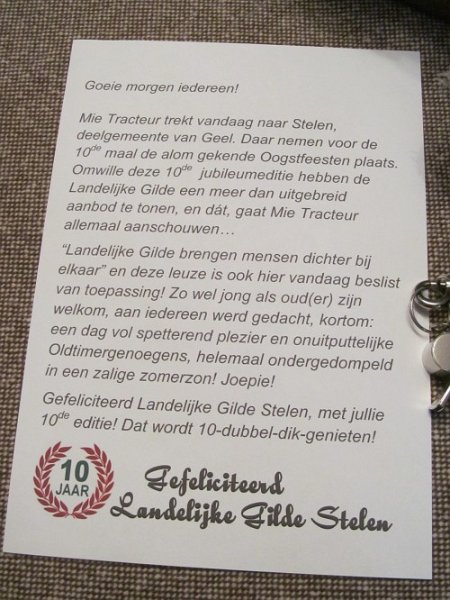 Goeie morgen iedereen!
Mie Tracteur trekt vandaag naar Stelen,
deelgemeente van Geel. Daar nemen voor de
10de maal de alom gekende Oogstfeesten plaats.
Omwille deze 10de jubileumeditie hebben de
Landelijke Gilde een meer dan uitgebreid
aanbod te tonen, en dát, gaat Mie Tracteur
allemaal aanschouwen…
“Landelijke Gilde brengen mensen dichter bij
elkaar” en deze leuze is ook hier vandaag beslist
van toepassing! Zo wel jong als oud(er) zijn
welkom, aan iedereen werd gedacht, kortom:
een dag vol spetterend plezier en onuitputtelijke
Oldtimergenoegens, helemaal ondergedompeld
in een zalige zomerzon! Joepie!
Gefeliciteerd Landelijke Gilde Stelen, met jullie
10de editie! Dat wordt 10-dubbel-dik-genieten!
10
JAAR
Gefeliciteerd
Landelijke Gilde Stelen